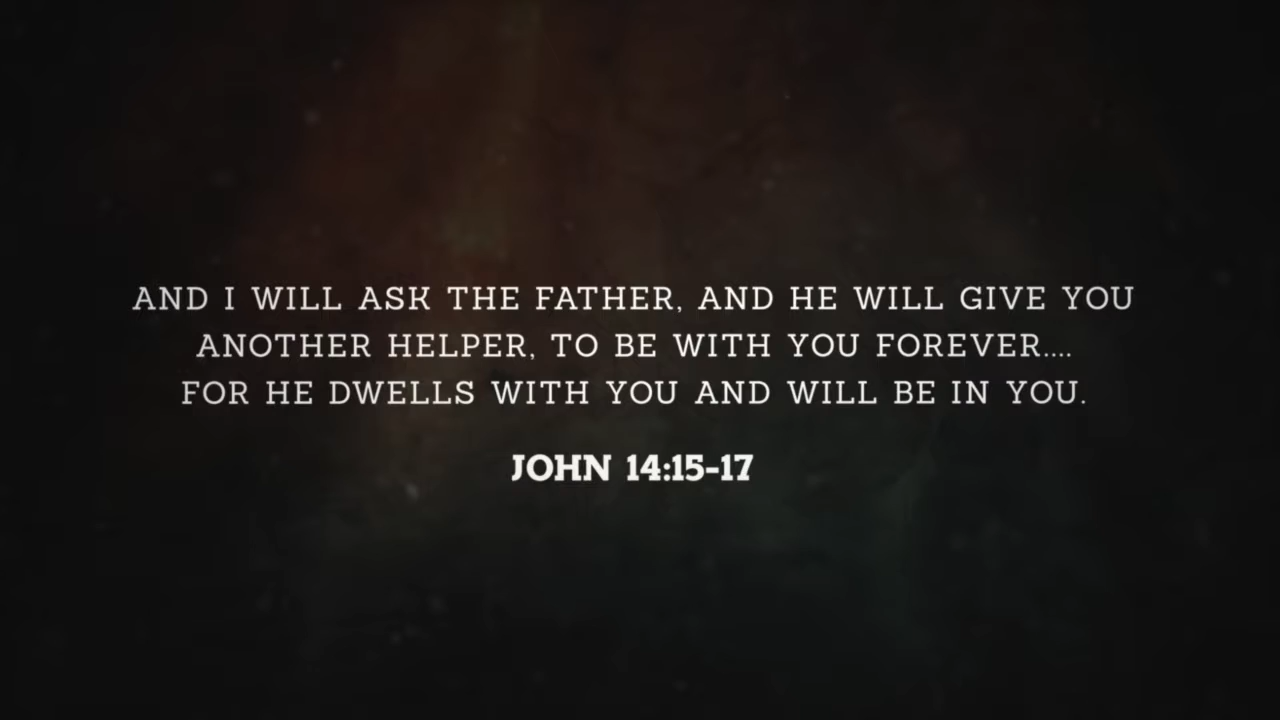 AND I WILL ASK THE FATHER, AND HE WILL GIVE YOU
ANOTHER HELPER, TO BE WITH YOU FOREVER....
FOR HE DWELLS WITH YOU AND WILL BE IN YOU.
JOHN 14:15-17